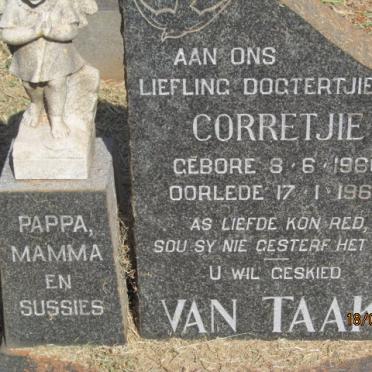 AAN ONS
LIEFLING DOGTERTJIE
CORRETJIE
GEBORE 8·6·196
OORLEDE 17·1·196
AS LIEFDE KON RED,
SOU SY NIE GESTERF HET
U WIL GESKIED
VAN TAAK
PAPPA,
MAMMA
EN
SUSSIES
18/0